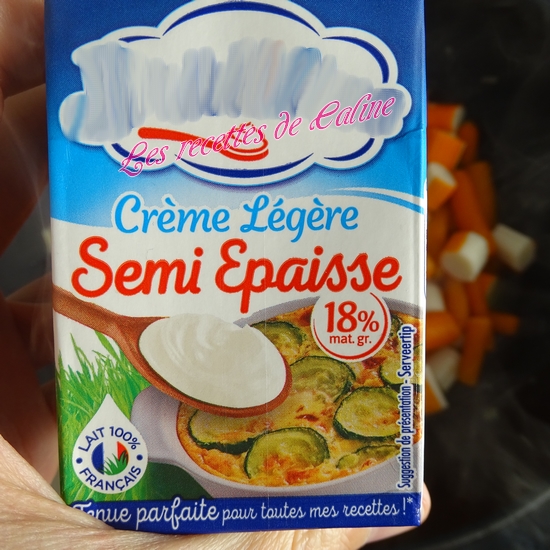 Les recettes de Caline
Crème Légère
Semi Epaisse
18%
mat. gr.
LAIT 100%
FRANÇAIS
Suggestion de présentation - Serveertip
Tenue parfaite pour toutes mes recettes !*